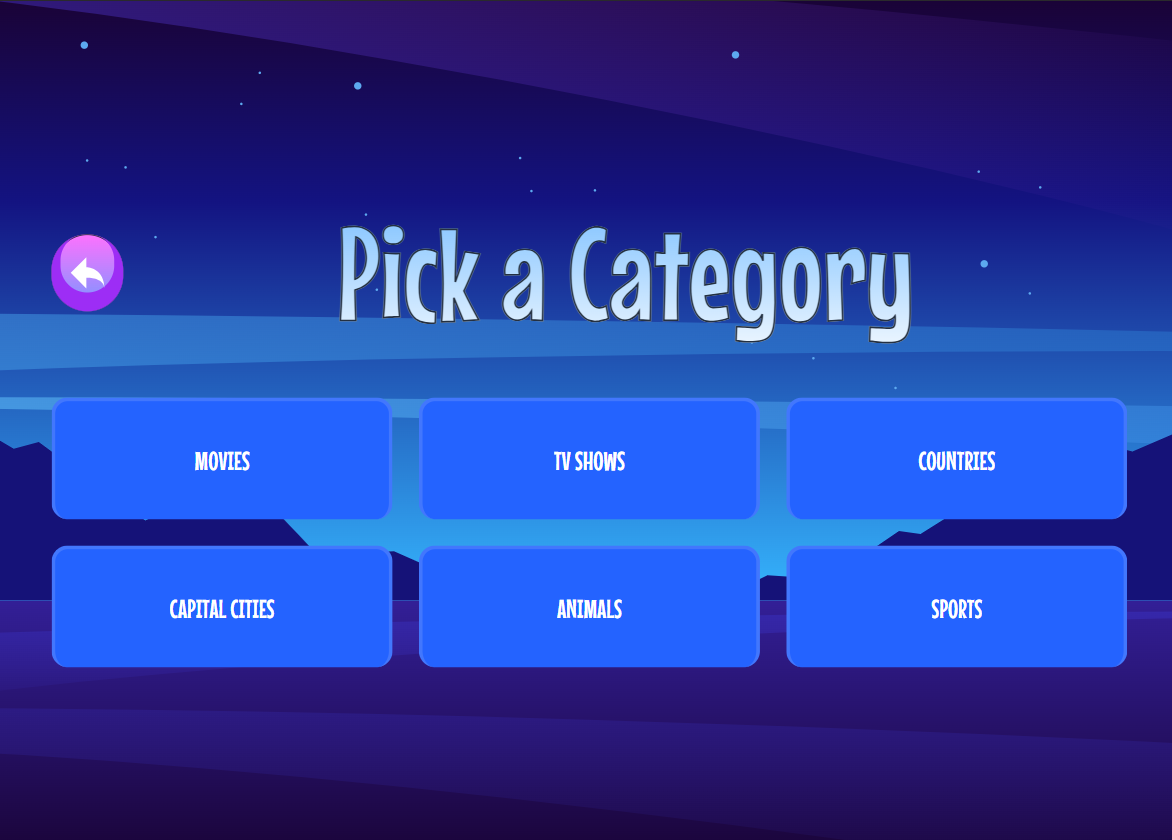 Pick a Category
MOVIES
TV SHOWS
COUNTRIES
CAPITAL CITIES
ANIMALS
SPORTS